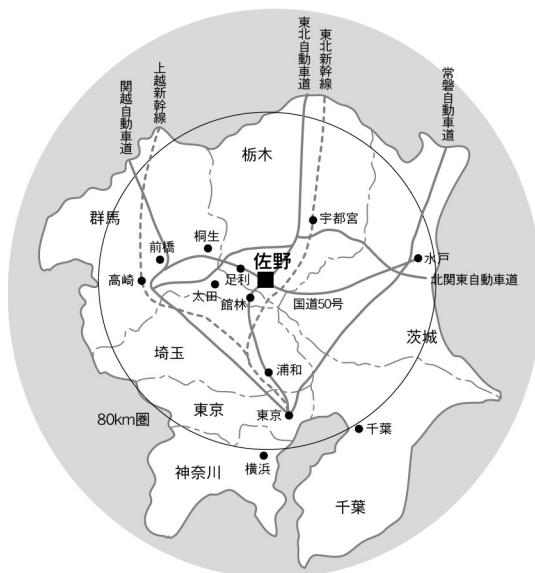 関越自動車道
上越新幹線
東北自動車道
東北新幹線
常磐自動車道
栃木
群馬
宇都宮
桐生
前橋
佐野
水戸
足利
高崎
太田
北関東自動車道
館林
国道50号
茨城
埼玉
浦和
東京
東京
80km圏
千葉
横浜
神奈川
千葉